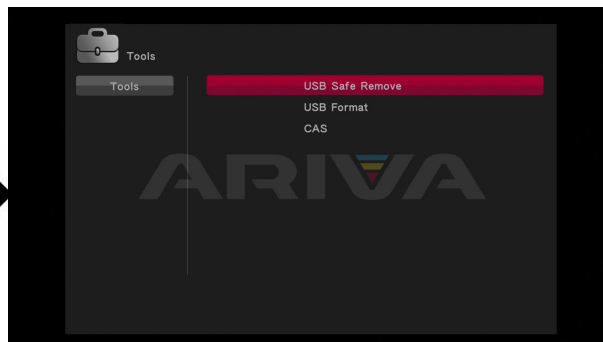 Tools
Tools
USB Safe Remove
USB Format
CAS
ARIVA